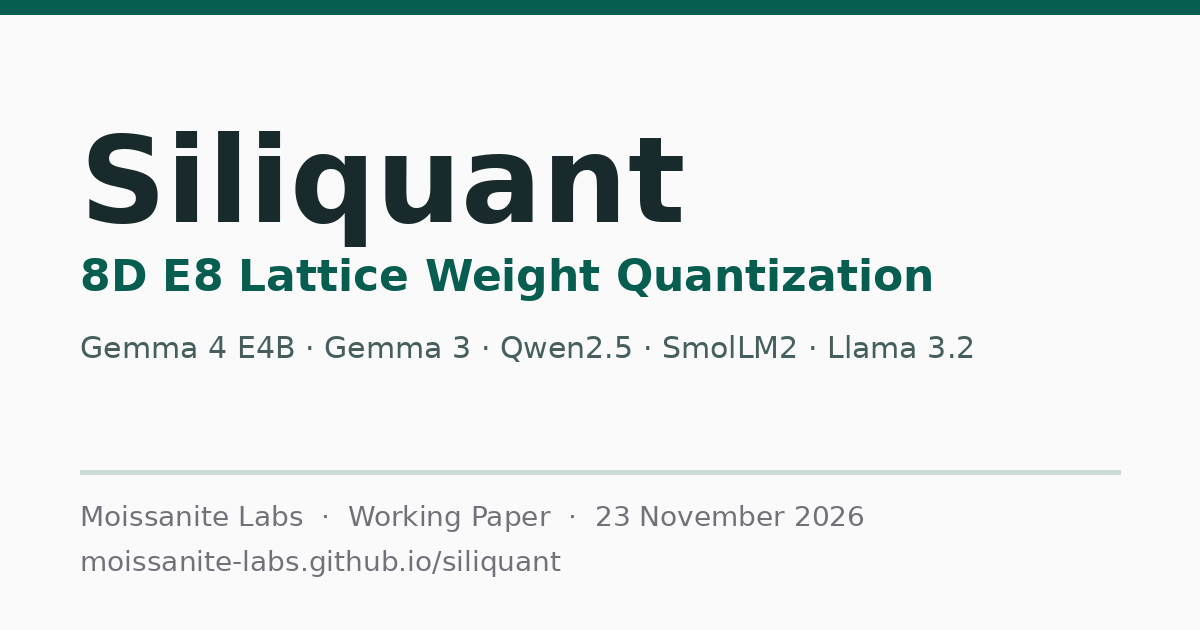 Siliquant
8D E8 Lattice Weight Quantization
Gemma 4 E4B · Gemma 3 · Qwen2.5 · SmolLM2 · Llama 3.2
Moissanite Labs · Working Paper · 23 November 2026
moissanite-labs.github.io/siliquant